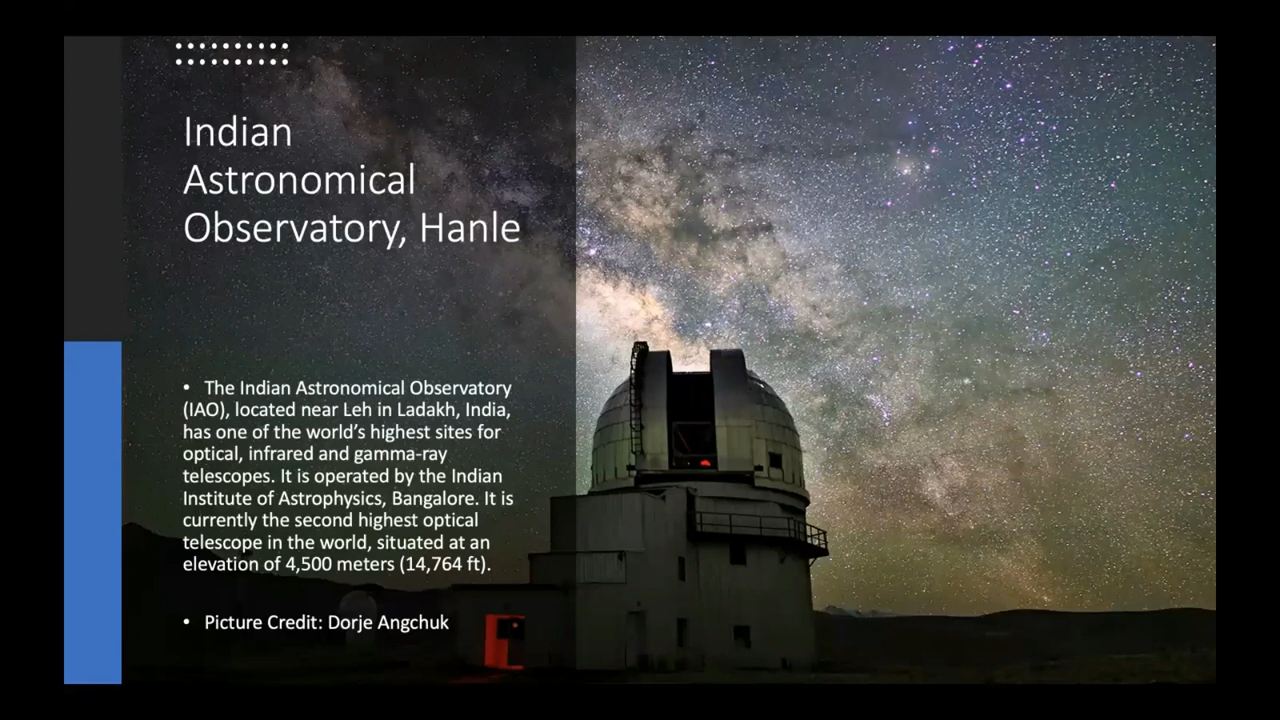 Indian
Astronomical
Observatory, Hanle
• The Indian Astronomical Observatory
(IAO), located near Leh in Ladakh, India,
has one of the world’s highest sites for
optical, infrared and gamma-ray
telescopes. It is operated by the Indian
Institute of Astrophysics, Bangalore. It is
currently the second highest optical
telescope in the world, situated at an
elevation of 4,500 meters (14,764 ft).
• Picture Credit: Dorje Angchuk